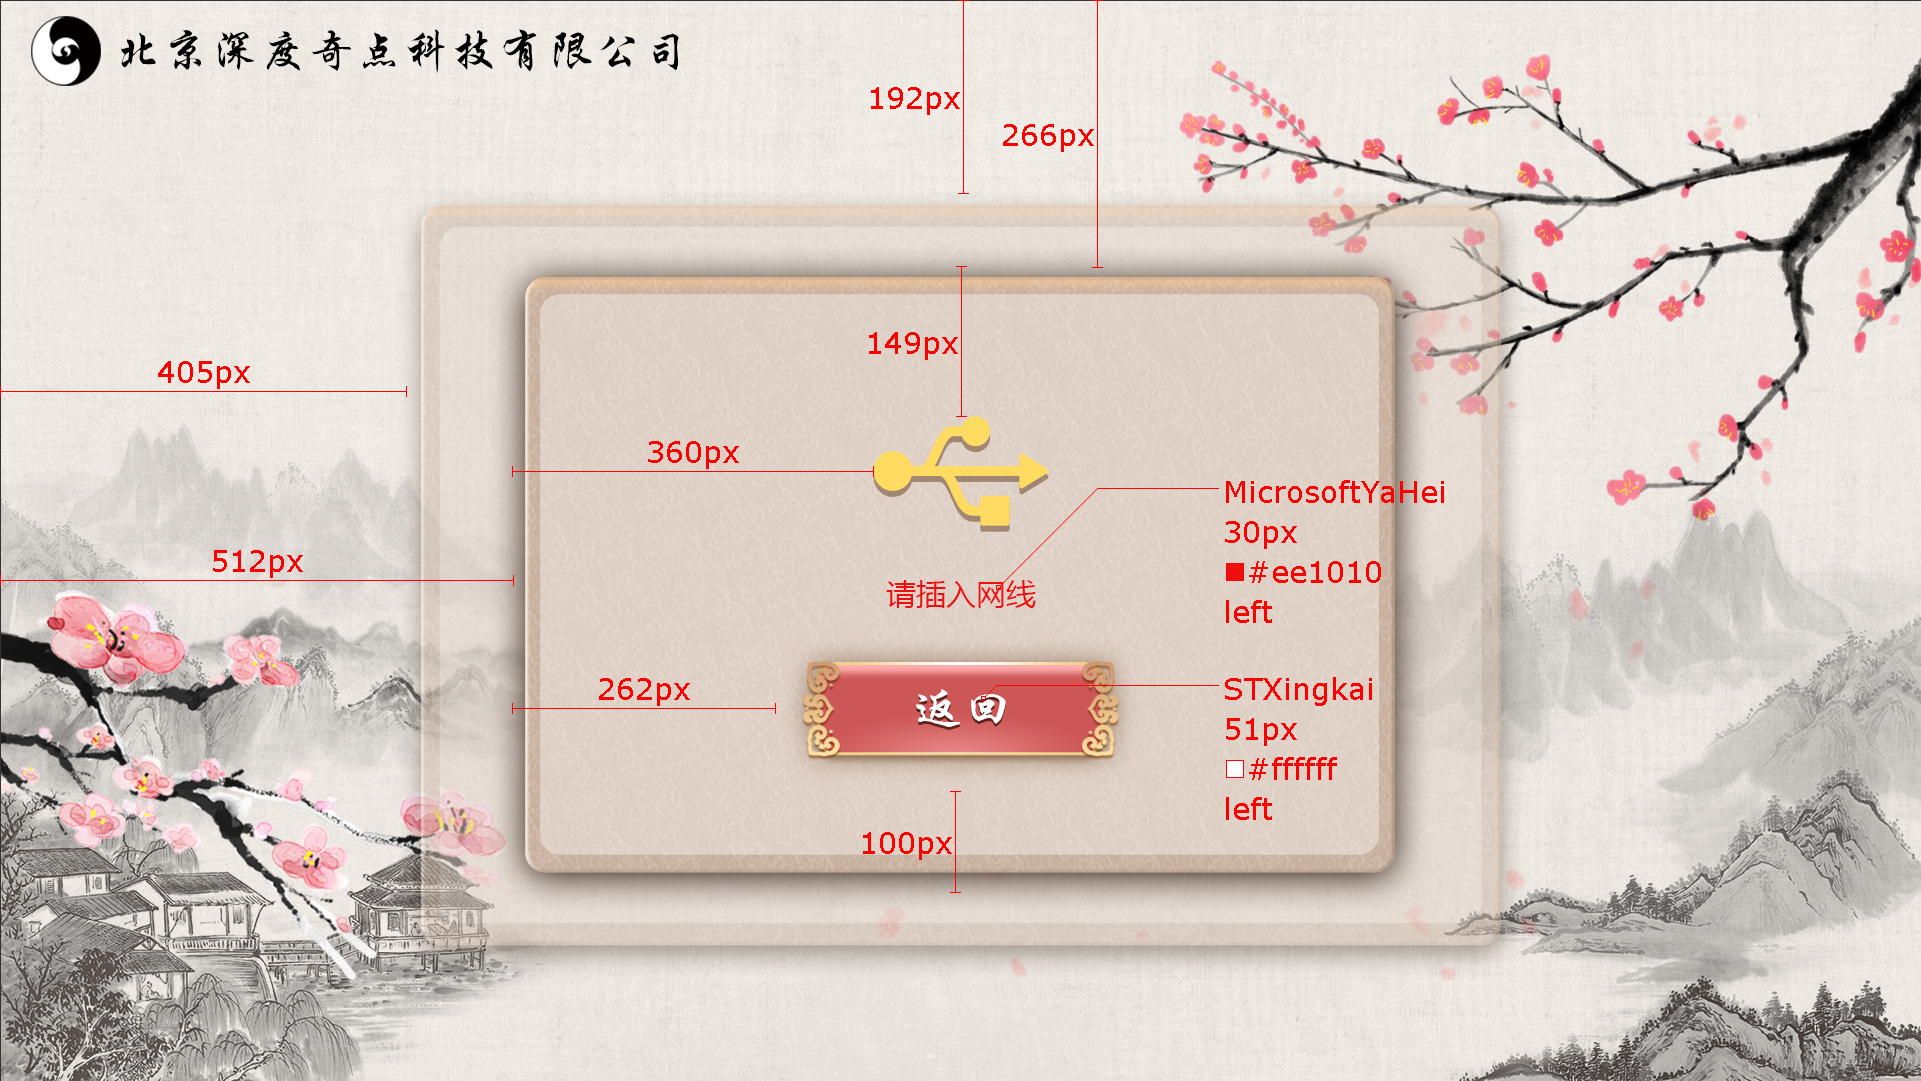 北京深度奇点科技有限公司
192px
266px
149px
405px
360px
MicrosoftYaHei
30px
#ee1010
left
512px
请插入网线
262px
返回
STXingkai
51px
#ffffff
left
100px